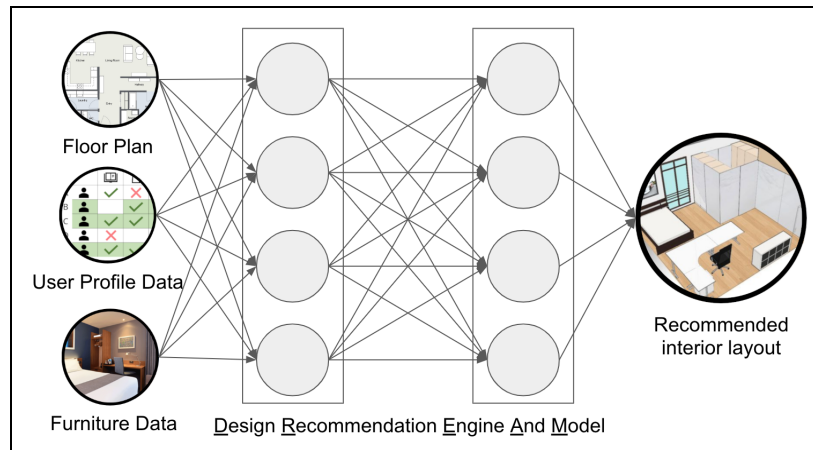 Floor Plan
User Profile Data
Furniture Data
Design Recommendation Engine And Model
Recommended
interior layout
B
C